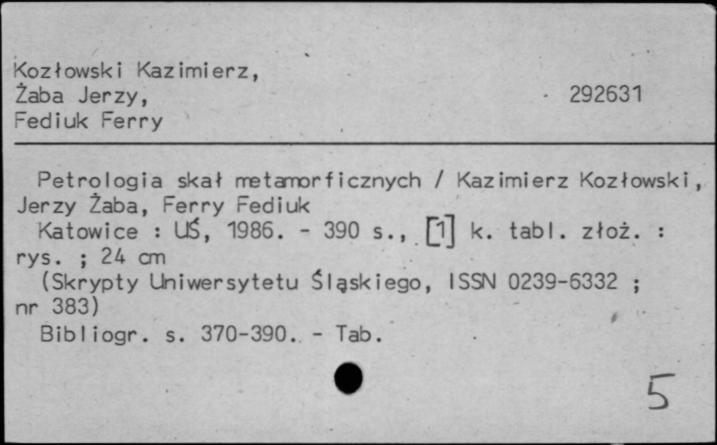 Kozłowski Kazimierz,
Żaba Jerzy, 292631
Fediuk Ferry
Petrologia skał metamorficznych / Kazimierz Kozłowski,
Jerzy Żaba, Ferry Fediuk
Katowice : UŚ, 1986. - 390 s., [1] k. tabl. złoż. :
rys. ; 24 cm
(Skrypty Uniwersytetu Śląskiego, ISSN 0239-6332 ;
nr 383)
Bibliogr. s. 370-390. - Tab.
5